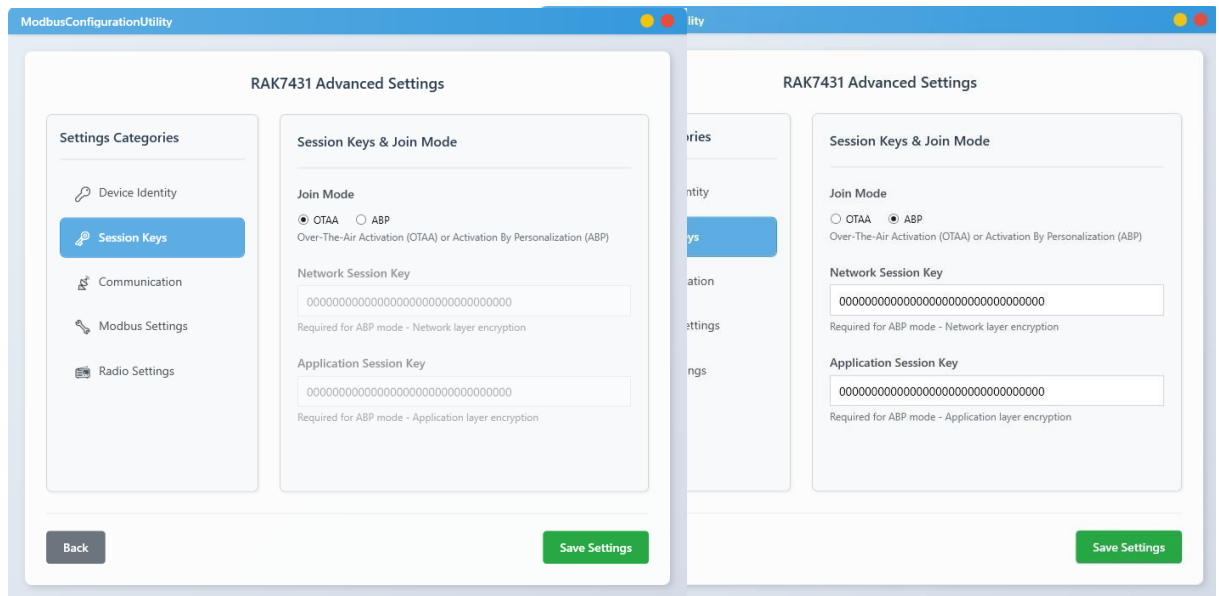 ModbusConfigurationUtility
RAK7431 Advanced Settings
Settings Categories
Device Identity
Session Keys
Communication
Modbus Settings
Radio Settings
Session Keys & Join Mode
Join Mode
OTAA ABP
Over-The-Air Activation (OTAA) or Activation By Personalization (ABP)
Network Session Key
00000000000000000000000000000000
Required for ABP mode - Network layer encryption
Application Session Key
00000000000000000000000000000000
Required for ABP mode - Application layer encryption
Back
Save Settings
lity
RAK7431 Advanced Settings
ories
ntity
ys
ation
ettings
ngs
Session Keys & Join Mode
Join Mode
OTAA ABP
Over-The-Air Activation (OTAA) or Activation By Personalization (ABP)
Network Session Key
00000000000000000000000000000000
Required for ABP mode - Network layer encryption
Application Session Key
00000000000000000000000000000000
Required for ABP mode - Application layer encryption
Save Settings